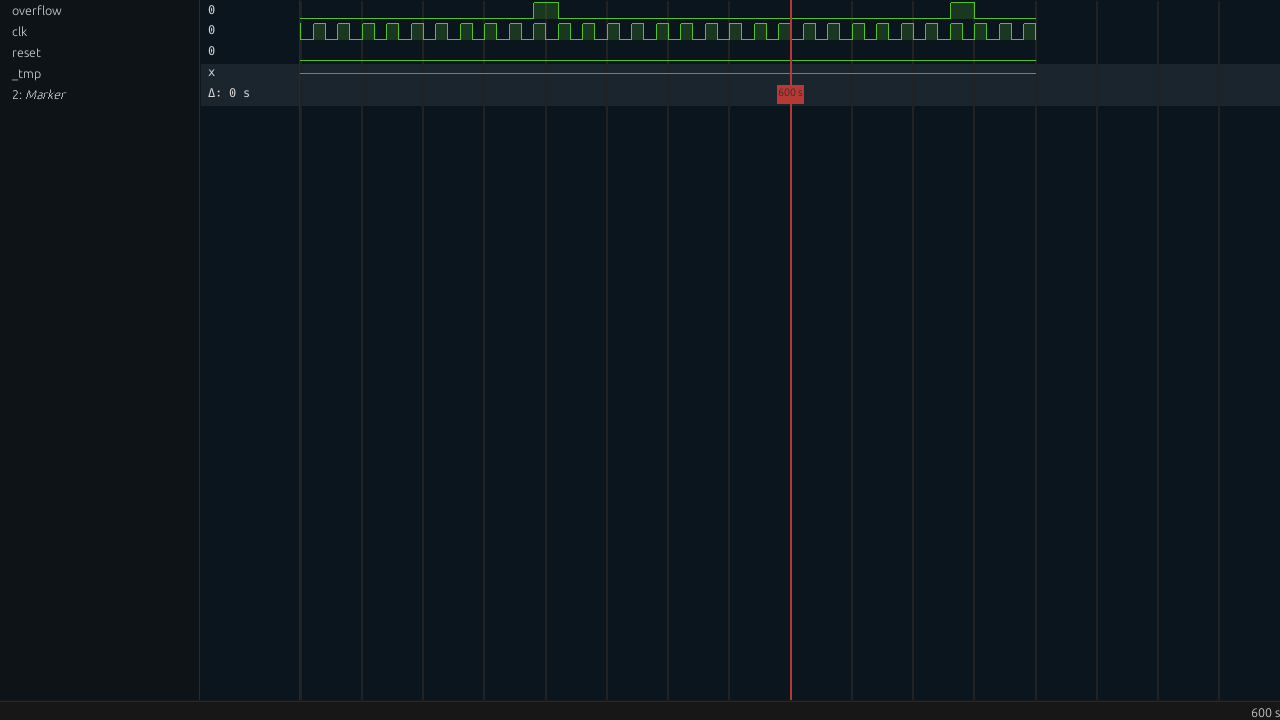 overflow 0
clk 0
reset 0
_tmp x
2: Marker Δ: 0 s 600 s
600 s